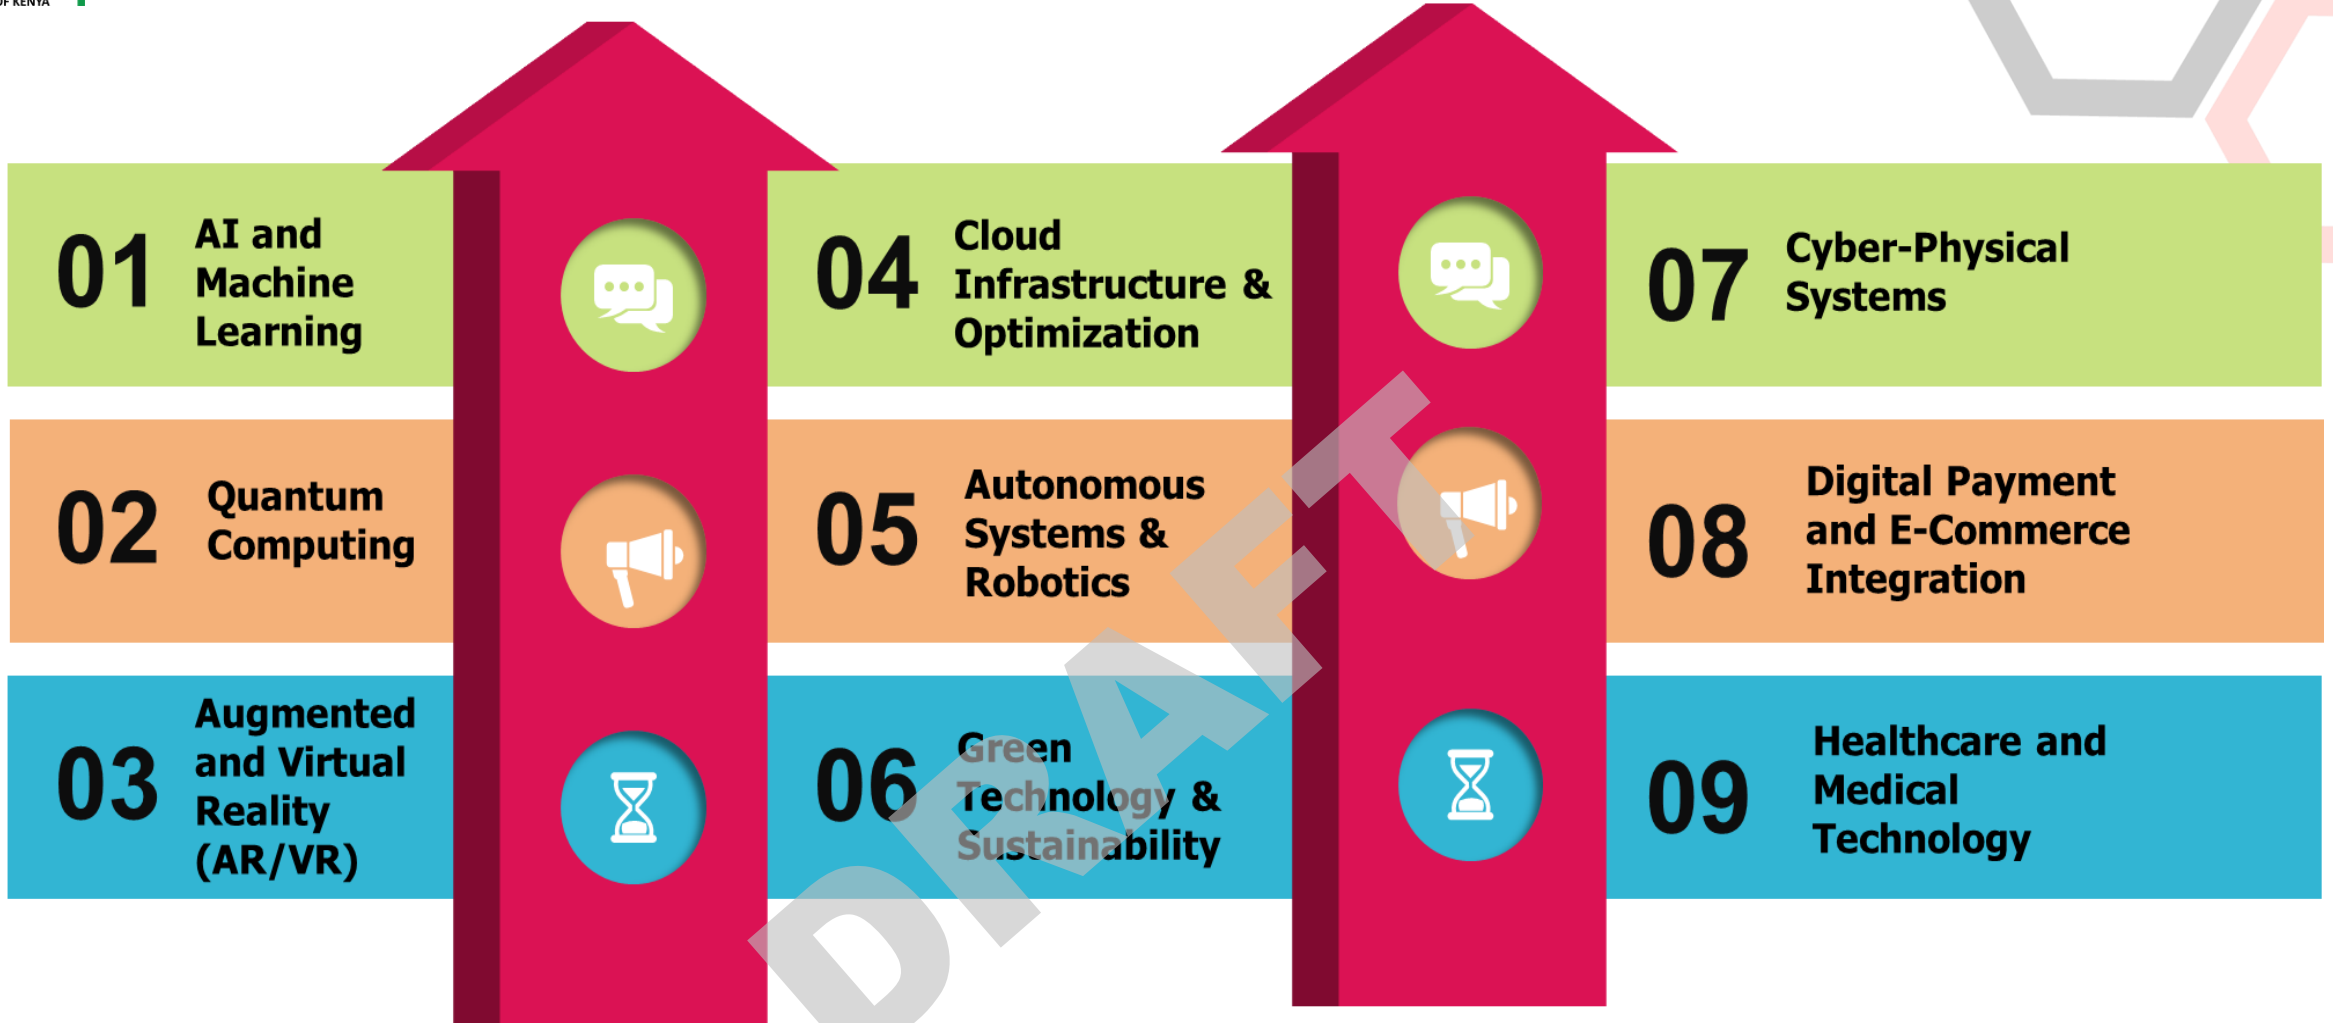 OF KENYA
01
AI and
Machine
Learning
02
Quantum
Computing
03
Augmented
and Virtual
Reality
(AR/VR)
04
Cloud
Infrastructure &
Optimization
05
Autonomous
Systems &
Robotics
06
Green
Technology &
Sustainability
07
Cyber-Physical
Systems
08
Digital Payment
and E-Commerce
Integration
09
Healthcare and
Medical
Technology
DRAFT